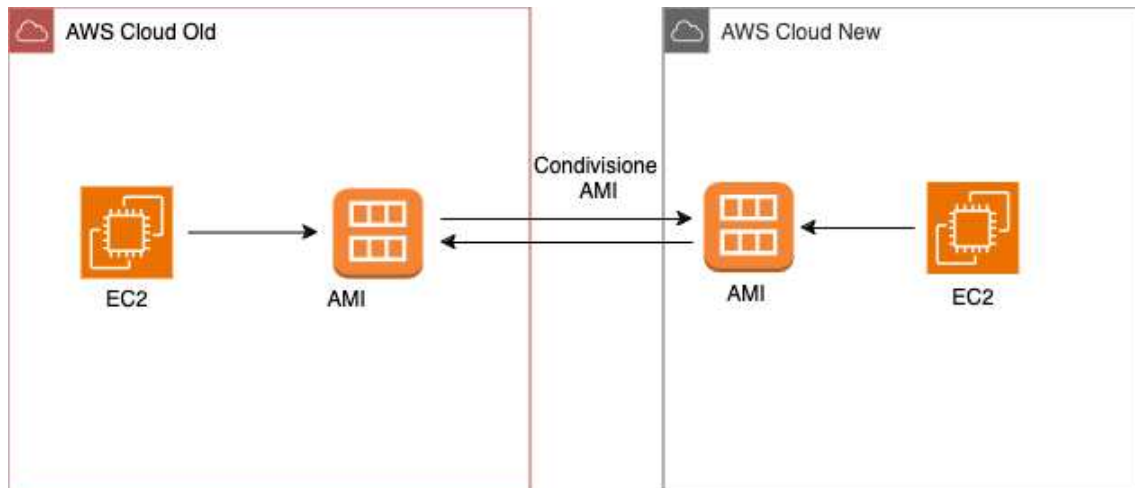 AWS Cloud Old
AWS Cloud New
Condivisione
AMI
EC2
AMI
AMI
EC2